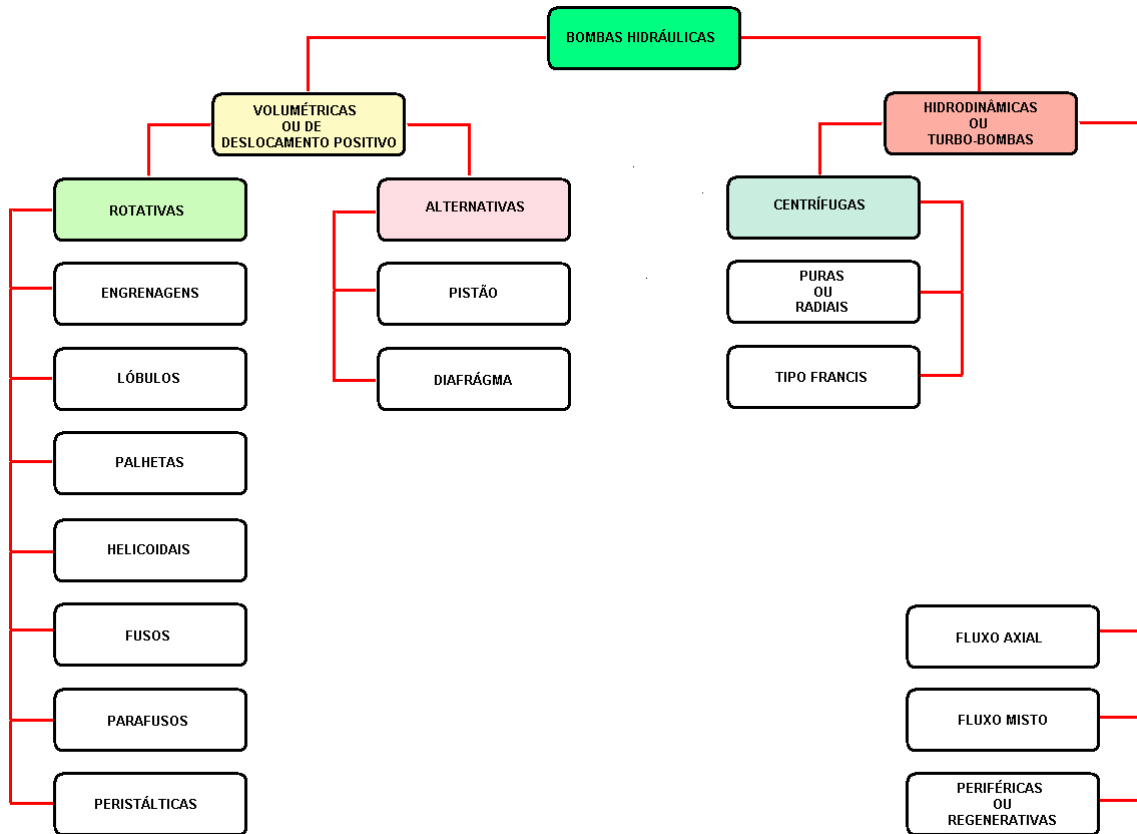 BOMBAS HIDRÁULICAS
VOLUMÉTRICAS
OU DE
DESLOCAMENTO POSITIVO
HIDRODINÂMICAS
OU
TURBO-BOMBAS
ROTATIVAS
ALTERNATIVAS
CENTRÍFUGAS
ENGRENAGENS
PISTÃO
PURAS
OU
RADIAIS
LÓBULOS
DIAFRÁGMA
TIPO FRANCIS
PALHETAS
HELICOIDAIS
FUSOS
FLUXO AXIAL
PARAFUSOS
FLUXO MISTO
PERISTÁLTICAS
PERIFÉRICAS
OU
REGENERATIVAS